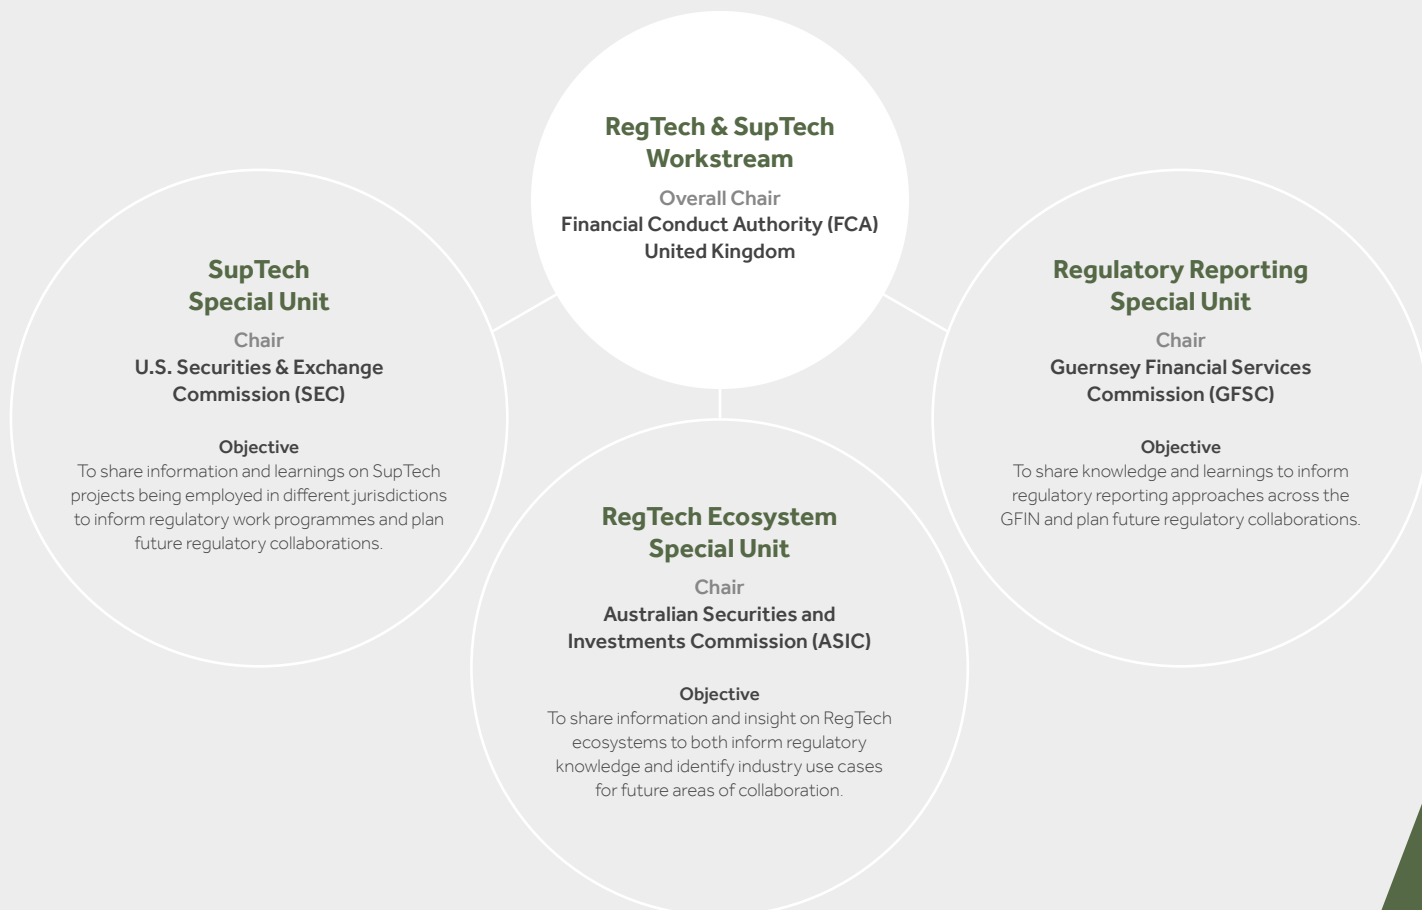 RegTech & SupTech
Workstream
Overall Chair
Financial Conduct Authority (FCA)
United Kingdom
SupTech
Special Unit
Chair
U.S. Securities & Exchange
Commission (SEC)
Objective
To share information and learnings on SupTech
projects being employed in different jurisdictions
to inform regulatory work programmes and plan
future regulatory collaborations.
RegTech Ecosystem
Special Unit
Chair
Australian Securities and
Investments Commission (ASIC)
Objective
To share information and insight on RegTech
ecosystems to both inform regulatory
knowledge and identify industry use cases
for future areas of collaboration.
Regulatory Reporting
Special Unit
Chair
Guernsey Financial Services
Commission (GFSC)
Objective
To share knowledge and learnings to inform
regulatory reporting approaches across the
GFIN and plan future regulatory collaborations.